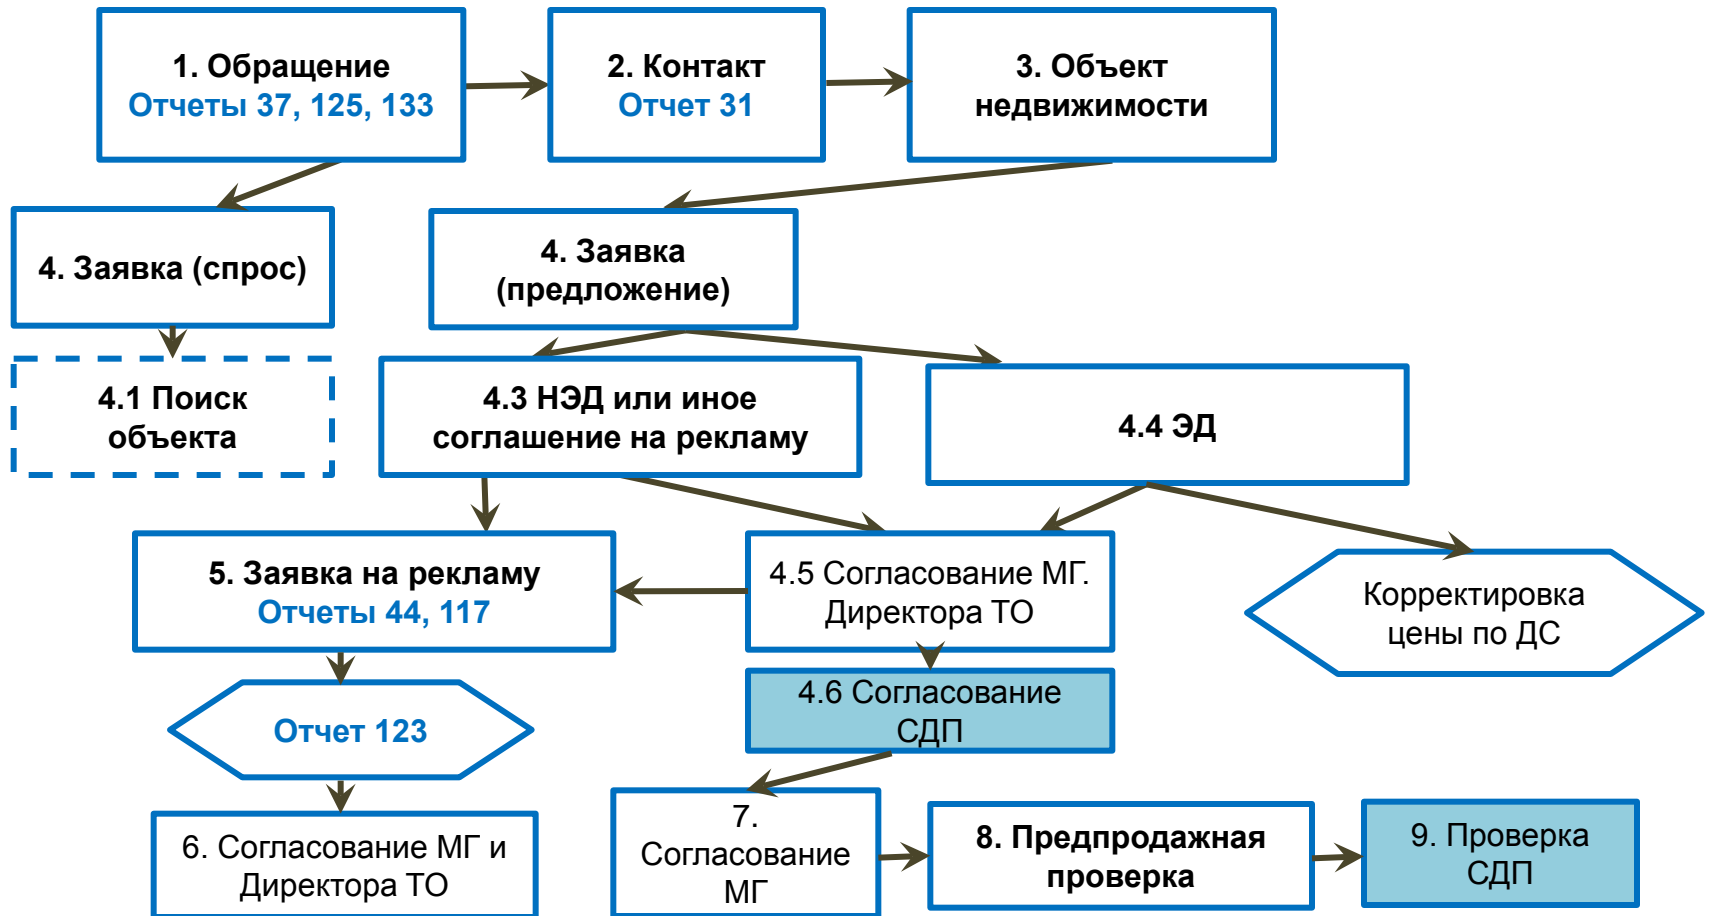 1. Обращение
Отчеты 37, 125, 133
2. Контакт
Отчет 31
3. Объект
недвижимости
4. Заявка (спрос)
4. Заявка
(предложение)
4.1 Поиск
объекта
4.3 НЭД или иное
соглашение на рекламу
4.4 ЭД
5. Заявка на рекламу
Отчеты 44, 117
4.5 Согласование МГ.
Директора ТО
Корректировка
цены по ДС
Отчет 123
4.6 Согласование
СДП
6. Согласование МГ и
Директора ТО
7.
Согласование
МГ
8. Предпродажная
проверка
9. Проверка
СДП